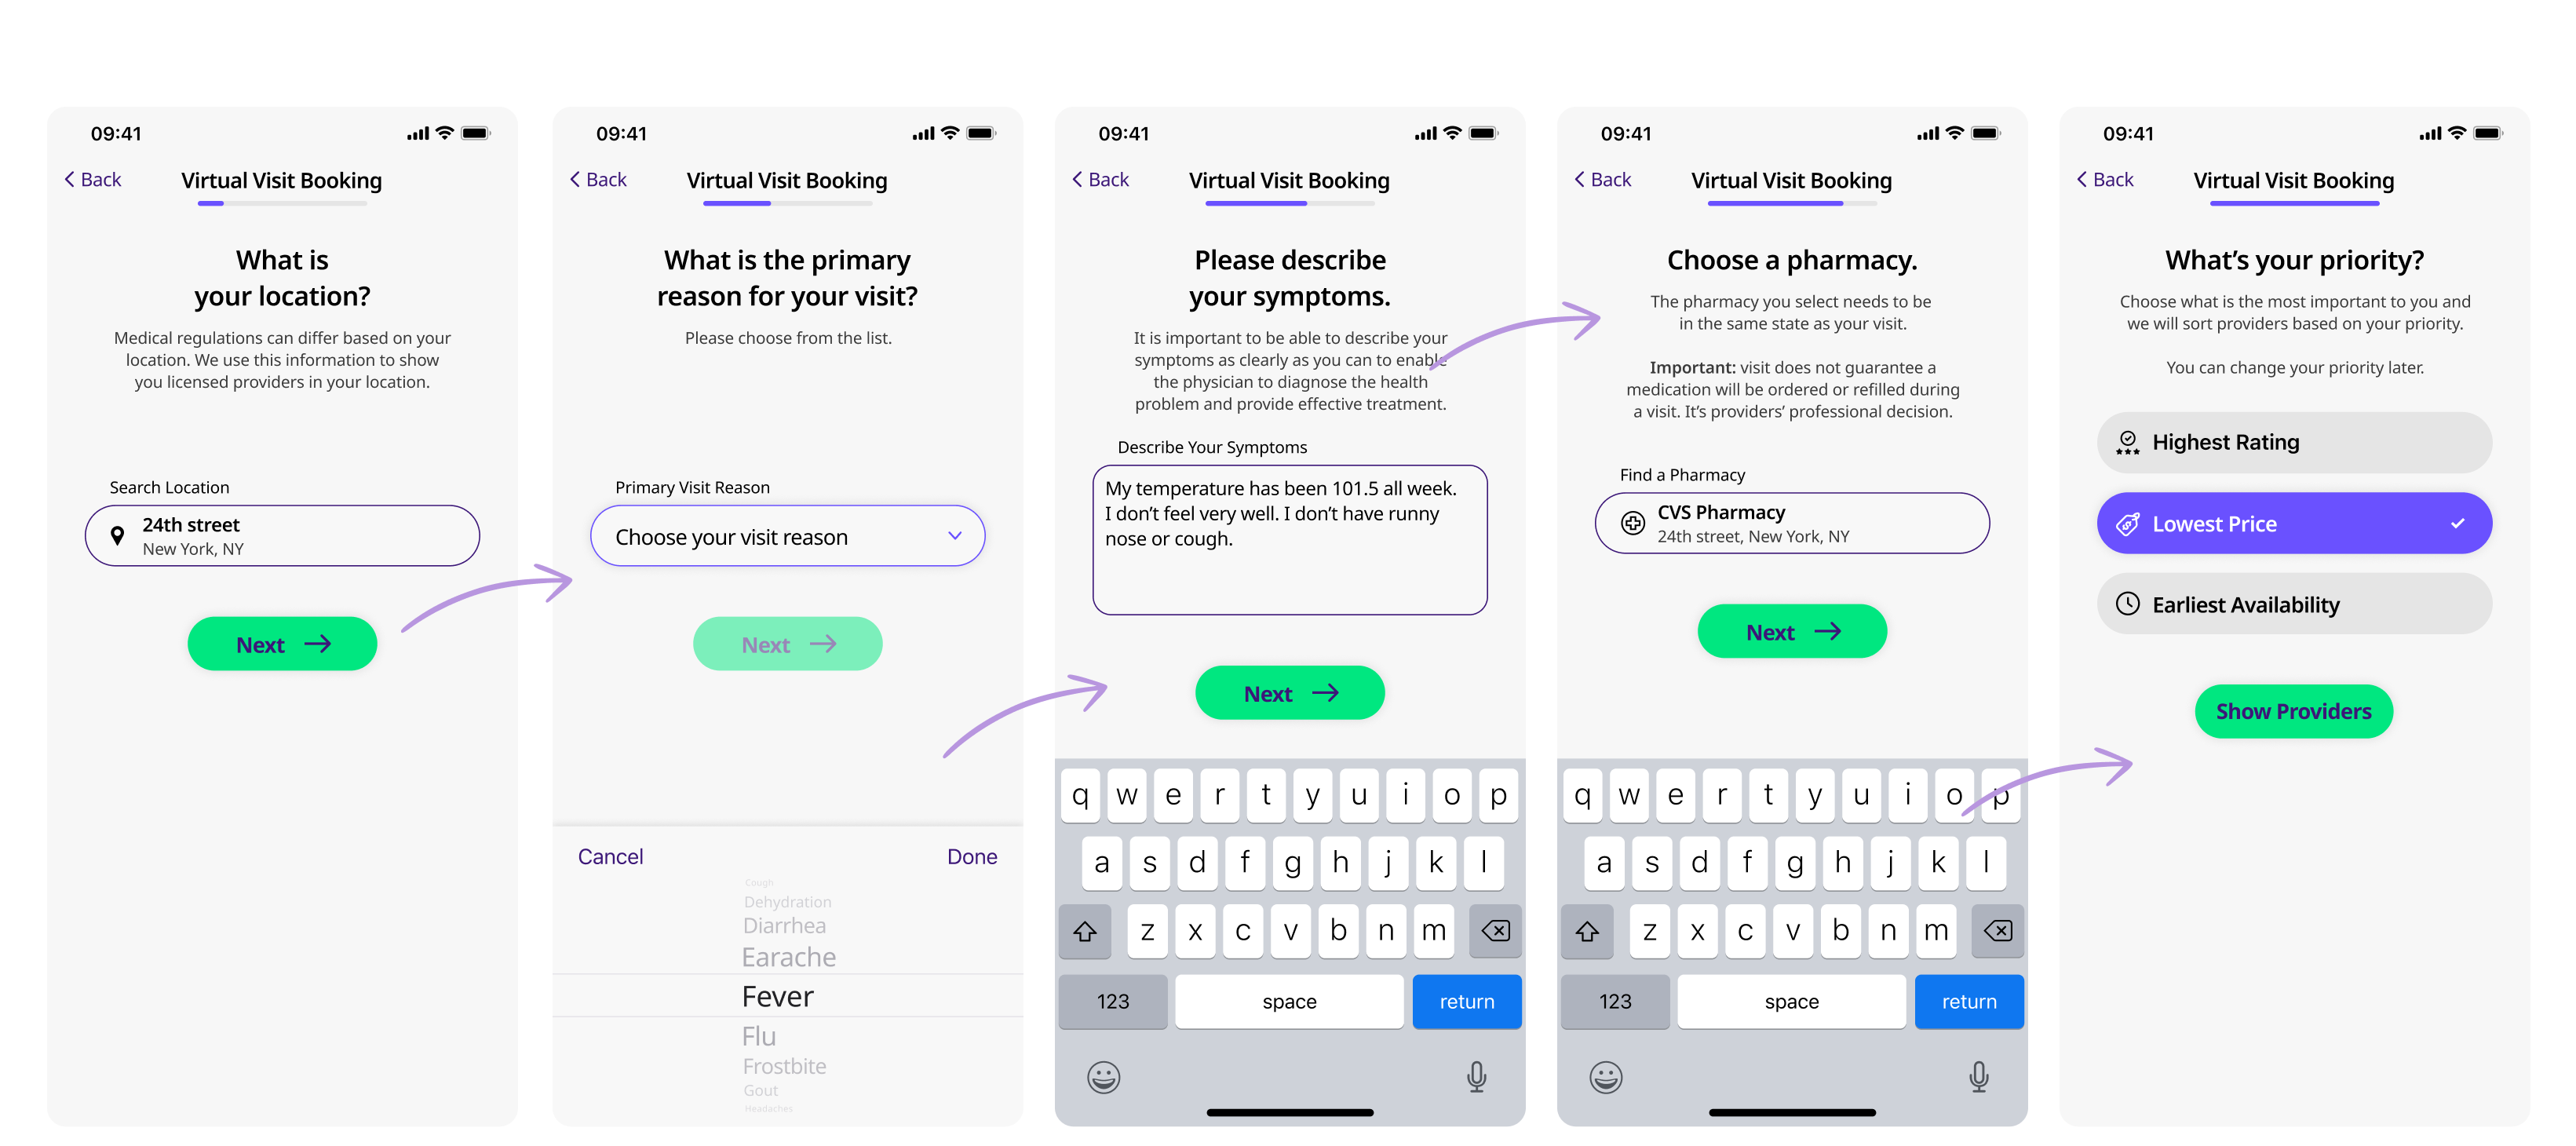 09:41
Back
Virtual Visit Booking
What is
your location?
Medical regulations can differ based on your
location. We use this information to show
you licensed providers in your location.
Search Location
24th street
New York, NY
Next
09:41
Back
Virtual Visit Booking
What is the primary
reason for your visit?
Please choose from the list.
Primary Visit Reason
Choose your visit reason
Next
Cancel
Done
Cough
Dehydration
Diarrhea
Earache
Fever
Flu
Frostbite
Gout
Headaches
09:41
Back
Virtual Visit Booking
Please describe
your symptoms.
It is important to be able to describe your
symptoms as clearly as you can to enable
the physician to diagnose the health
problem and provide effective treatment.
Describe Your Symptoms
My temperature has been 101.5 all week.
I don’t feel very well. I don’t have runny
nose or cough.
Next
q w e r t y u i o p
a s d f g h j k l
z x c v b n m
123 space return
09:41
Back
Virtual Visit Booking
Choose a pharmacy.
The pharmacy you select needs to be
in the same state as your visit.
Important: visit does not guarantee a
medication will be ordered or refilled during
a visit. It’s providers’ professional decision.
Find a Pharmacy
CVS Pharmacy
24th street, New York, NY
Next
q w e r t y u i o p
a s d f g h j k l
z x c v b n m
123 space return
09:41
Back
Virtual Visit Booking
What’s your priority?
Choose what is the most important to you and
we will sort providers based on your priority.
You can change your priority later.
Highest Rating
Lowest Price
Earliest Availability
Show Providers